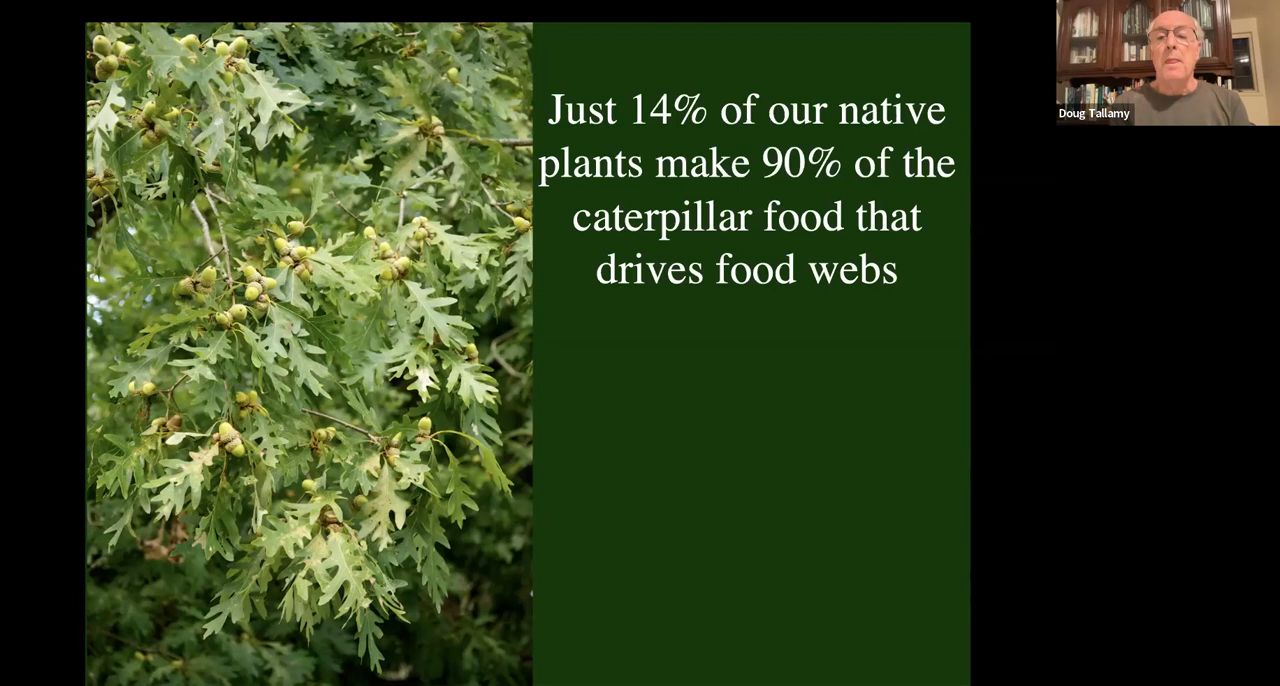 Just 14% of our native
plants make 90% of the
caterpillar food that
drives food webs
Doug Tallamy